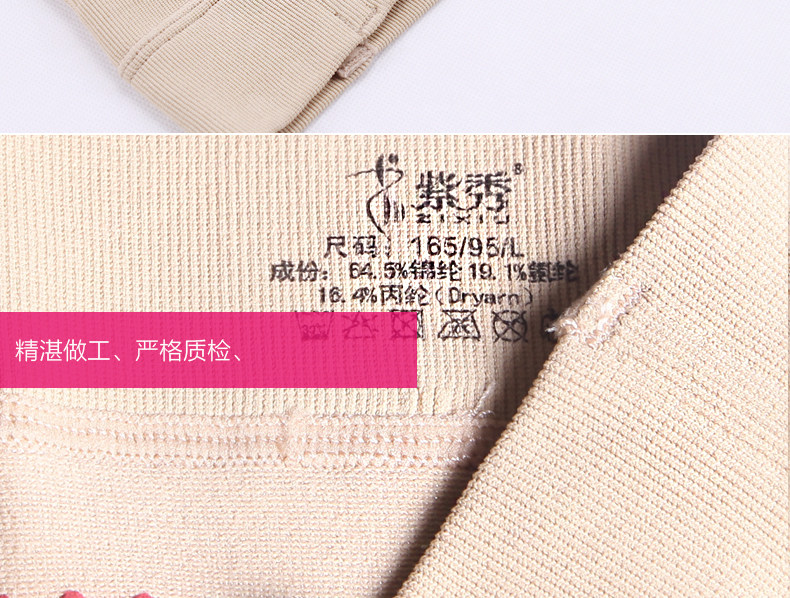 紫秀®
ZIXIU
尺码：165/95/L
成份：64.5%锦纶 19.1%氨纶
16.4%丙纶（Dryarn）
精湛做工、严格质检、